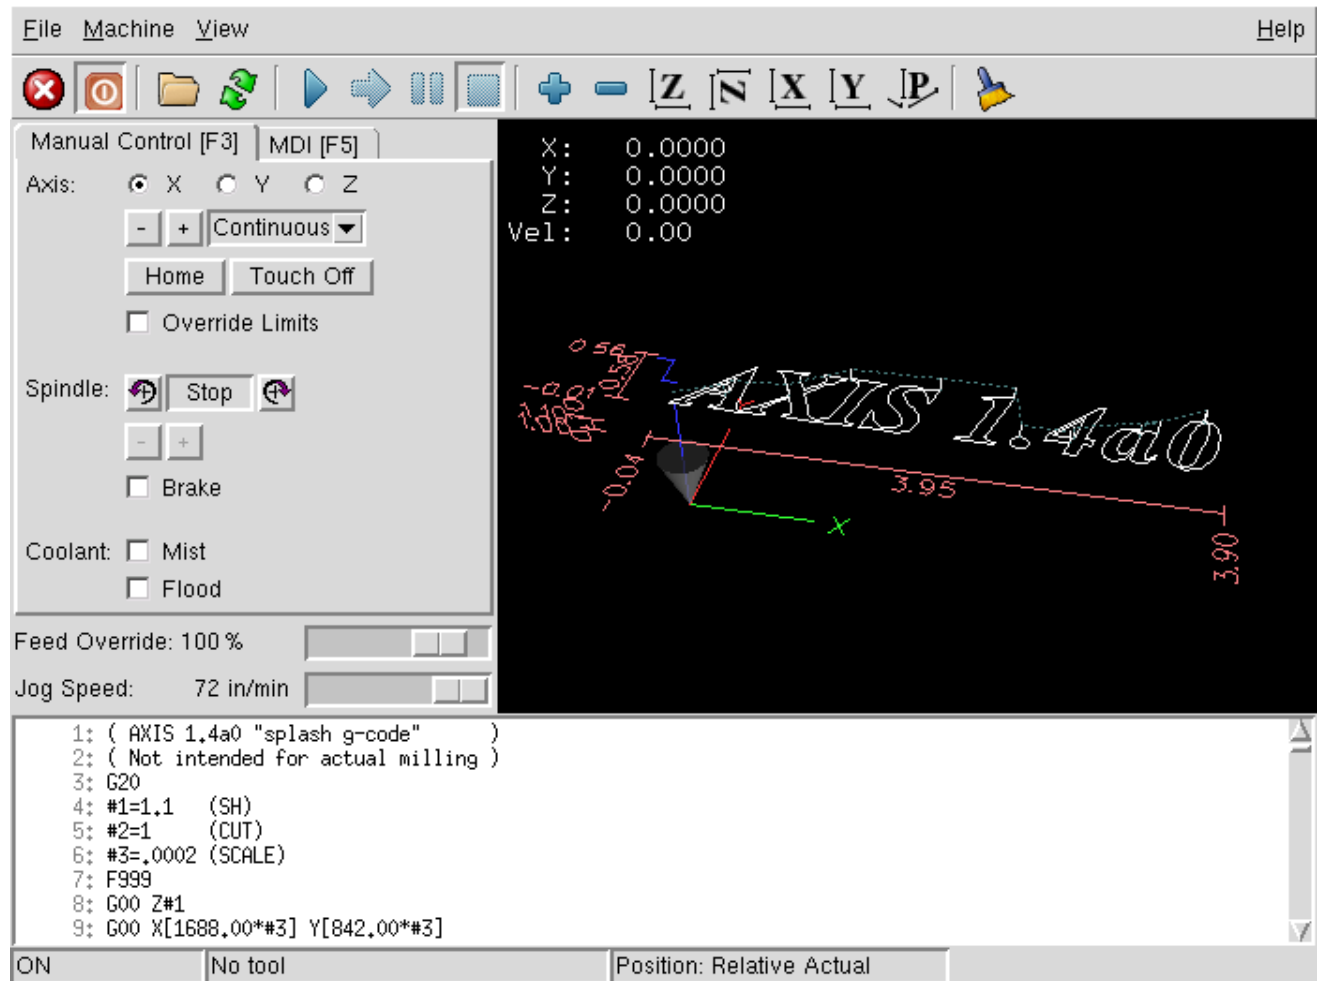 File Machine View Help
Z N X Y P
Manual Control [F3] MDI [F5]
Axis: X Y Z
- + Continuous
Home Touch Off
Override Limits
Spindle: Stop
- +
Brake
Coolant: Mist
Flood
Feed Override: 100 %
Jog Speed: 72 in/min
X: 0.0000
Y: 0.0000
Z: 0.0000
Vel: 0.00
0.56
Z
-0.01
AXIS 1.4a0
-0.04
3.95
X
3.90
1: ( AXIS 1.4a0 "splash g-code" )
2: ( Not intended for actual milling )
3: G20
4: #1=1.1 (SH)
5: #2=1 (CUT)
6: #3=.0002 (SCALE)
7: F999
8: G00 Z#1
9: G00 X[1688.00*#3] Y[842.00*#3]
ON No tool Position: Relative Actual